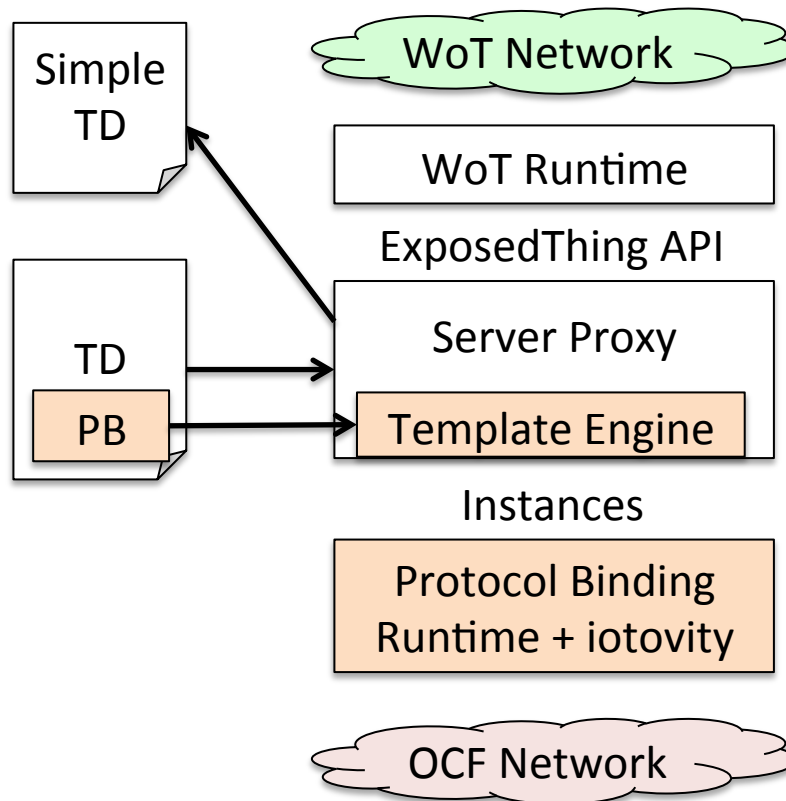 Simple
TD
WoT Network
WoT Runtime
ExposedThing API
TD
PB
Server Proxy
Template Engine
Instances
Protocol Binding
Runtime + iotovity
OCF Network